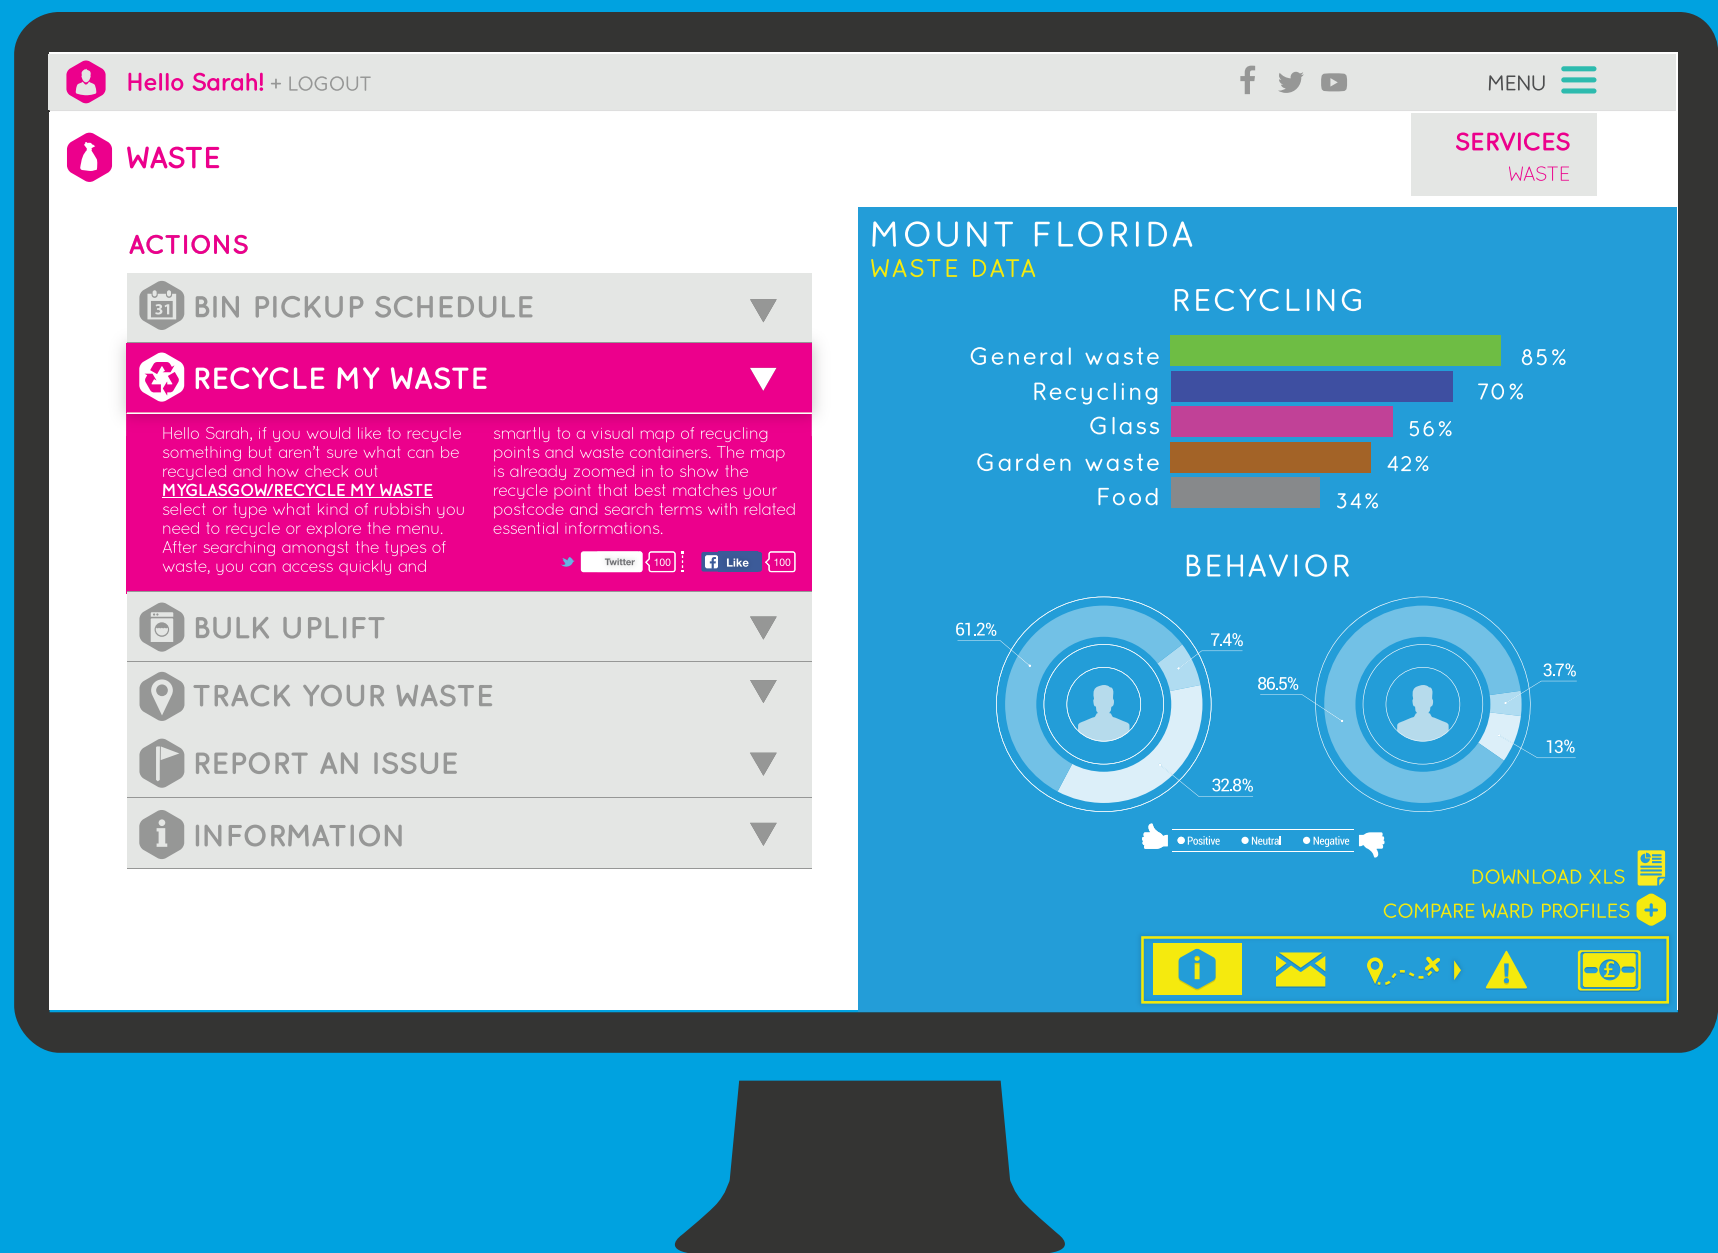 Hello Sarah! + LOGOUT
MENU
WASTE
SERVICES
WASTE
ACTIONS
31
BIN PICKUP SCHEDULE
RECYCLE MY WASTE
Hello Sarah, if you would like to recycle
something but aren't sure what can be
recycled and how check out
MYGLASGOW/RECYCLE MY WASTE
select or type what kind of rubbish you
need to recycle or explore the menu.
After searching amongst the types of
waste, you can access quickly and
smartly to a visual map of recycling
points and waste containers. The map
is already zoomed in to show the
recycle point that best matches your
postcode and search terms with related
essential informations.
Twitter 100
Like 100
BULK UPLIFT
TRACK YOUR WASTE
REPORT AN ISSUE
INFORMATION
MOUNT FLORIDA
WASTE DATA
RECYCLING
General waste 85%
Recycling 70%
Glass 56%
Garden waste 42%
Food 34%
BEHAVIOR
61.2%
7.4%
32.8%
86.5%
3.7%
13%
Positive Neutral Negative
DOWNLOAD XLS
COMPARE WARD PROFILES
£